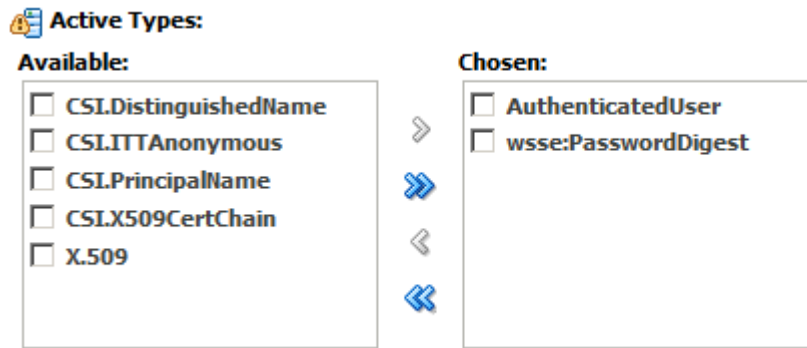 Active Types:
Available:
Chosen:
CSI.DistinguishedName
CSI.ITTAnonymous
CSI.PrincipalName
CSI.X509CertChain
X.509
AuthenticatedUser
wsse:PasswordDigest